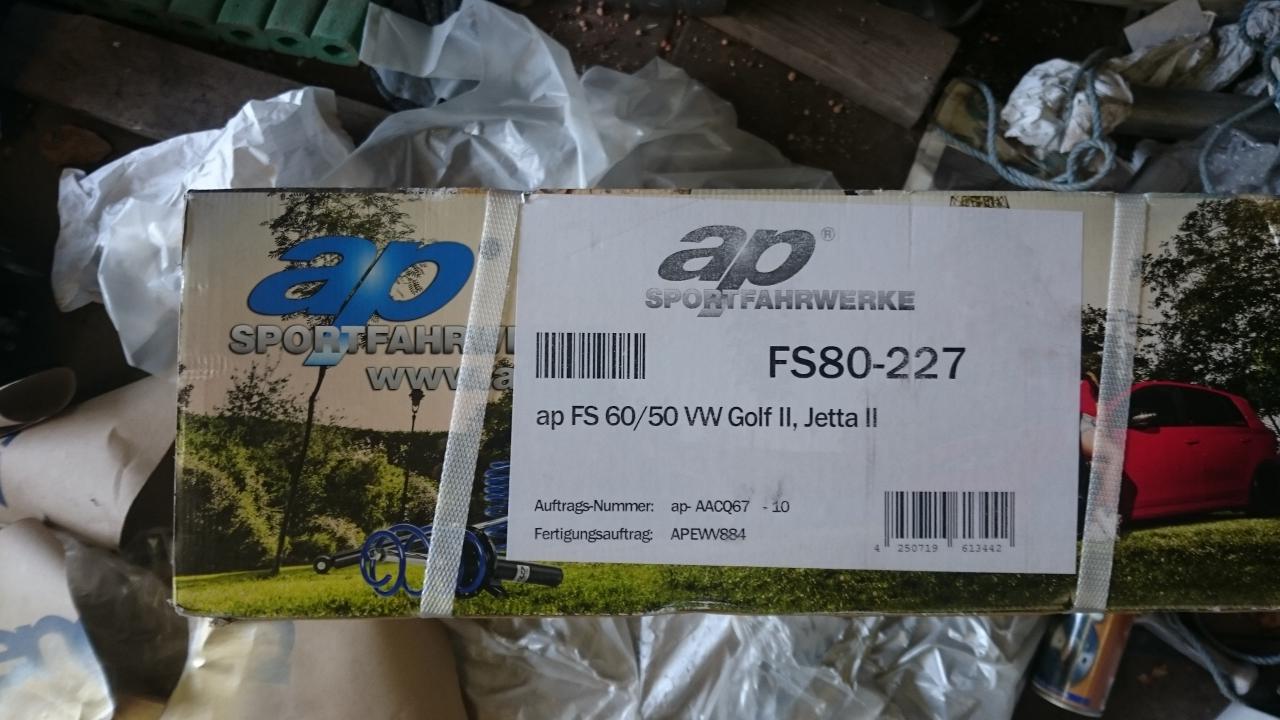 ap
SPORTFAHRW
www.a
ap®
SPORTFAHRWERKE
FS80-227
ap FS 60/50 VW Golf II, Jetta II
Auftrags-Nummer: ap- AACQ67 - 10
Fertigungsauftrag: APEWV884
4 250719 613442